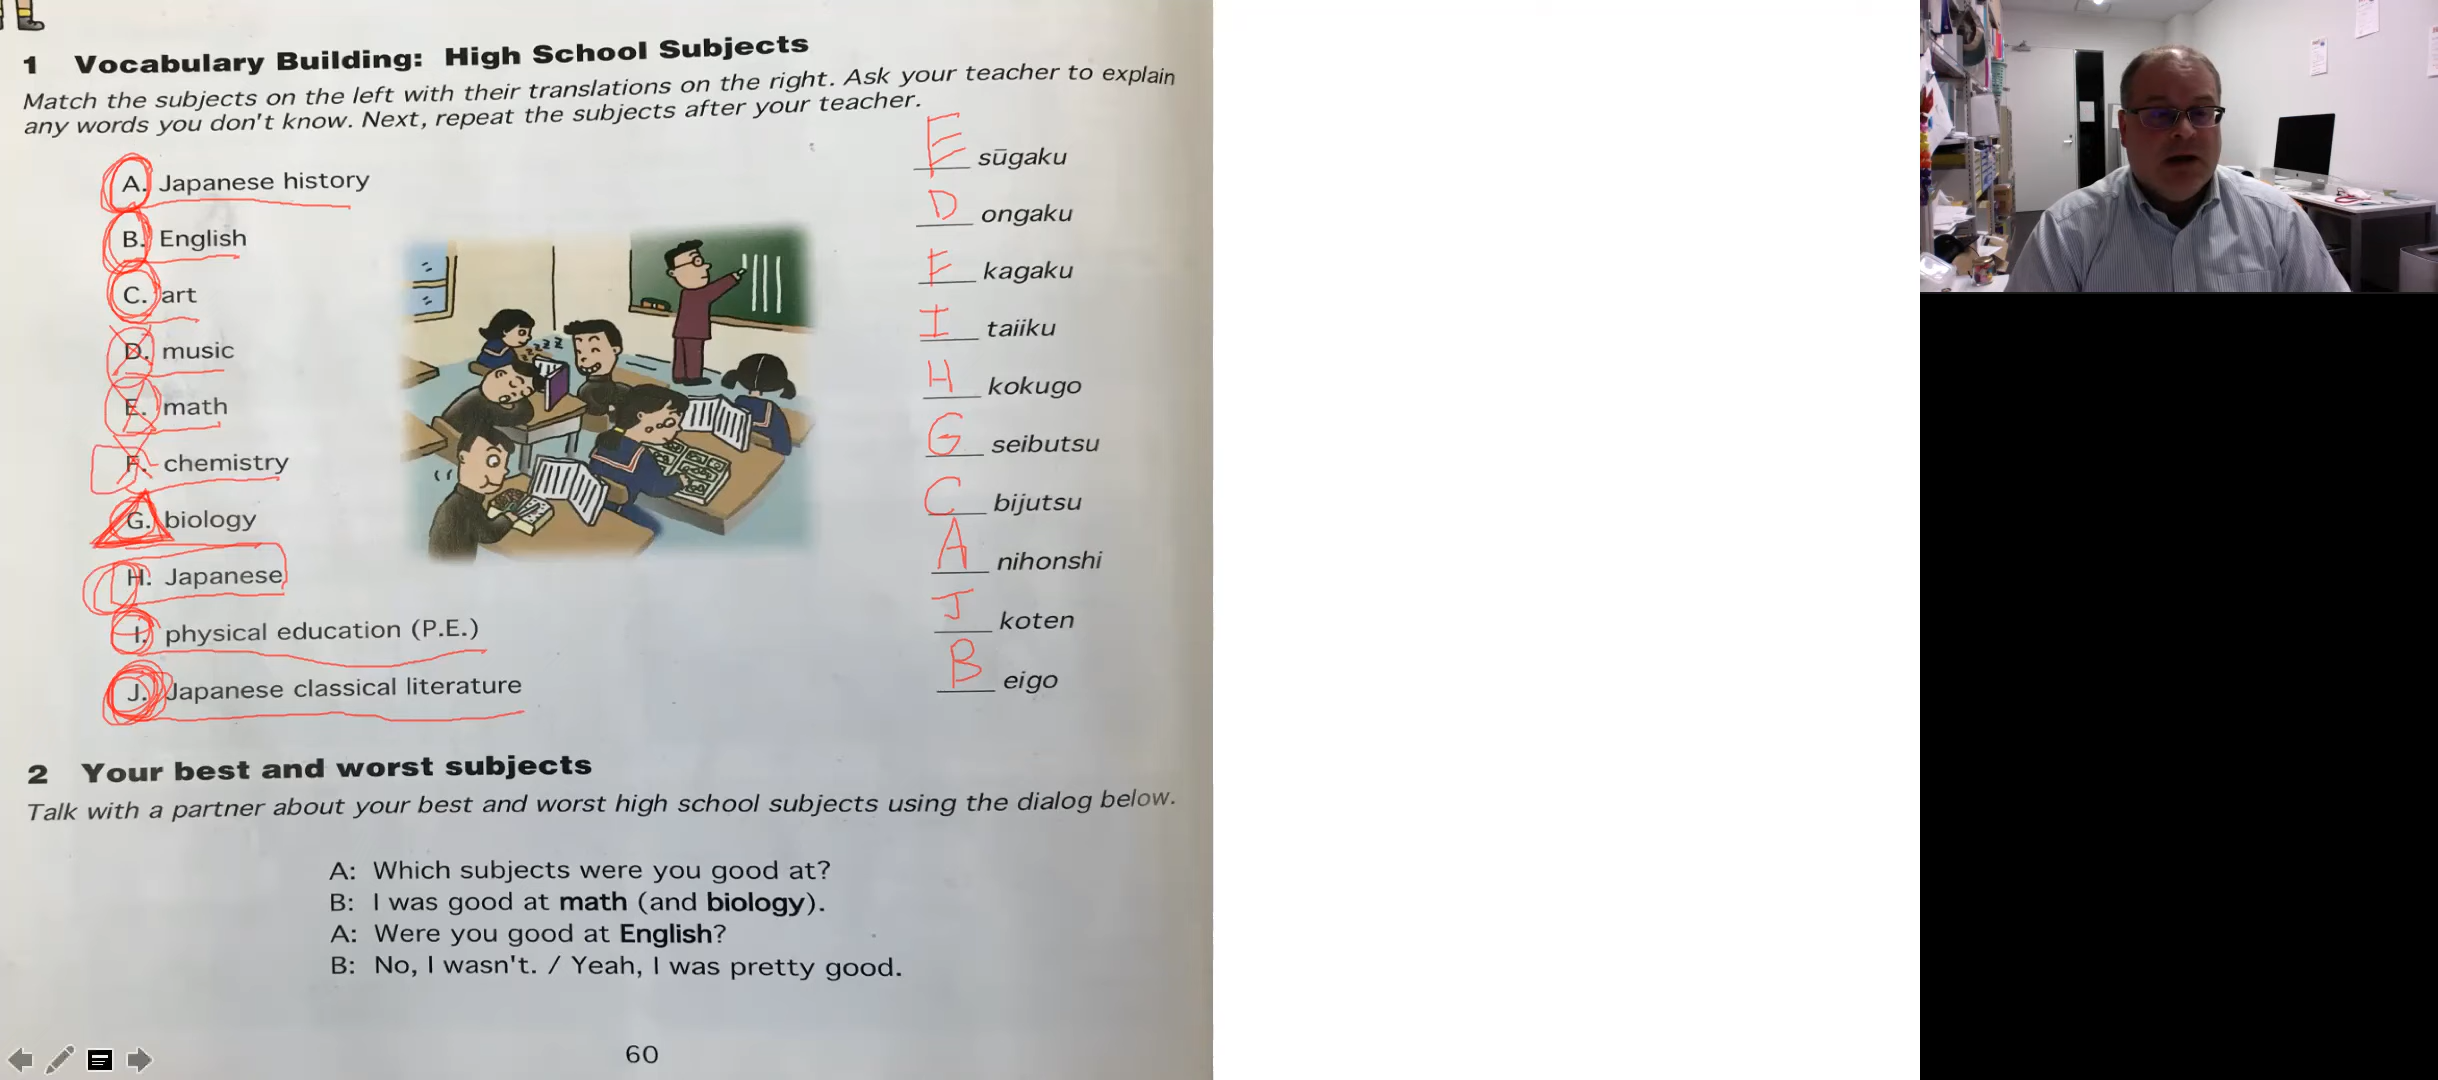 1 Vocabulary Building: High School Subjects
Match the subjects on the left with their translations on the right. Ask your teacher to explain
any words you don't know. Next, repeat the subjects after your teacher.
A. Japanese history
B. English
C. art
D. music
E. math
F. chemistry
G. biology
H. Japanese
I. physical education (P.E.)
J. Japanese classical literature
zzzz
E sūgaku
D ongaku
F kagaku
I taiiku
H kokugo
G seibutsu
C bijutsu
A nihonshi
J koten
B eigo
2 Your best and worst subjects
Talk with a partner about your best and worst high school subjects using the dialog below.
A: Which subjects were you good at?
B: I was good at math (and biology).
A: Were you good at English?
B: No, I wasn't. / Yeah, I was pretty good.
60